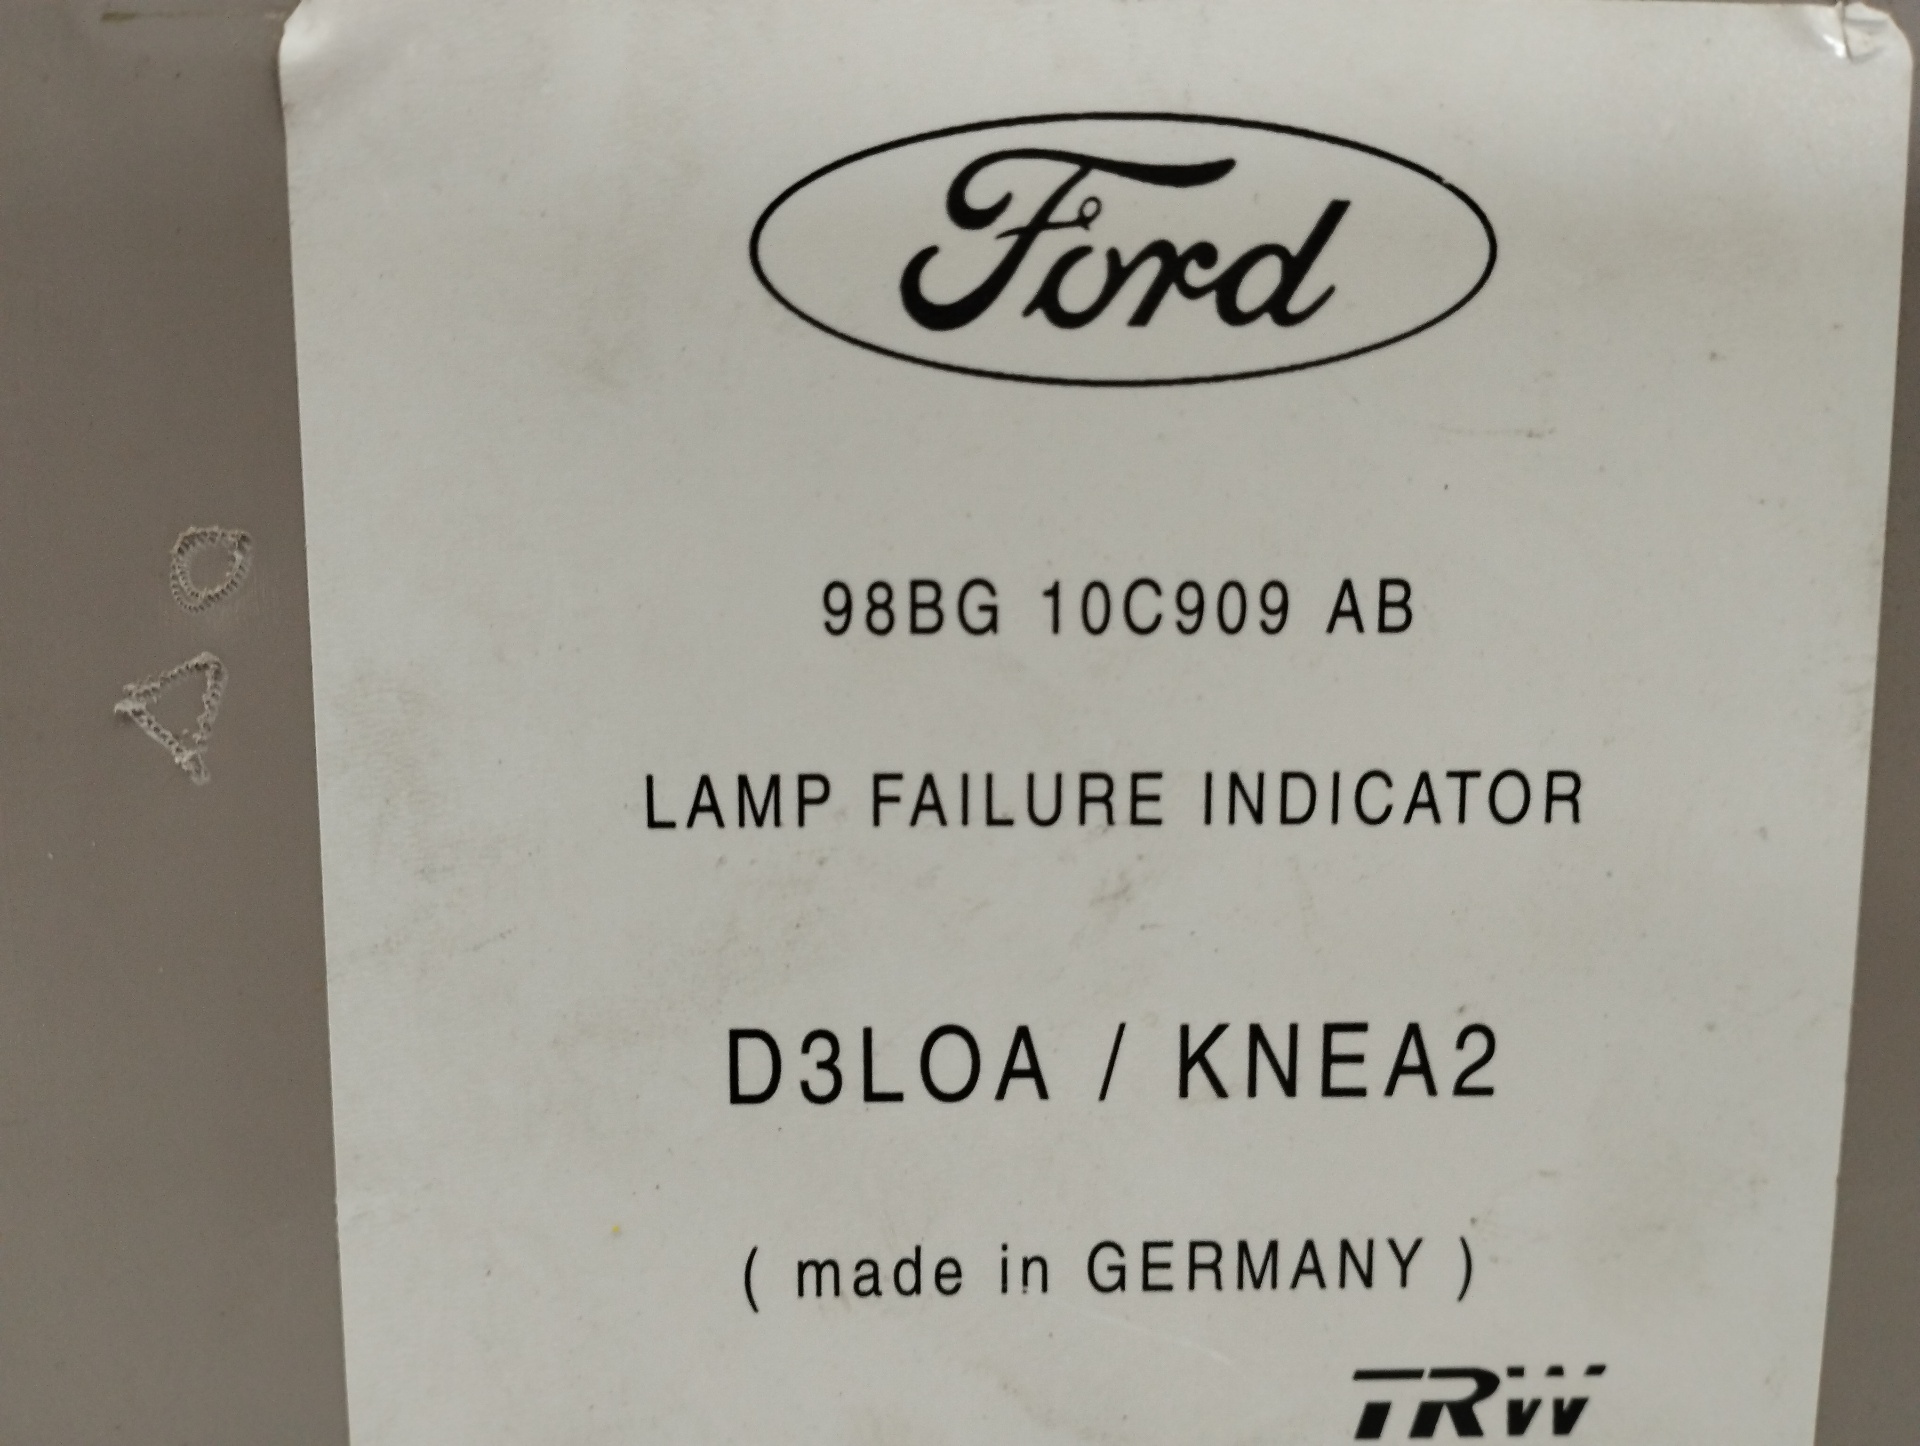 Ford
98BG 10C909 AB
LAMP FAILURE INDICATOR
D3LOA / KNEA2
( made in GERMANY )
TRW